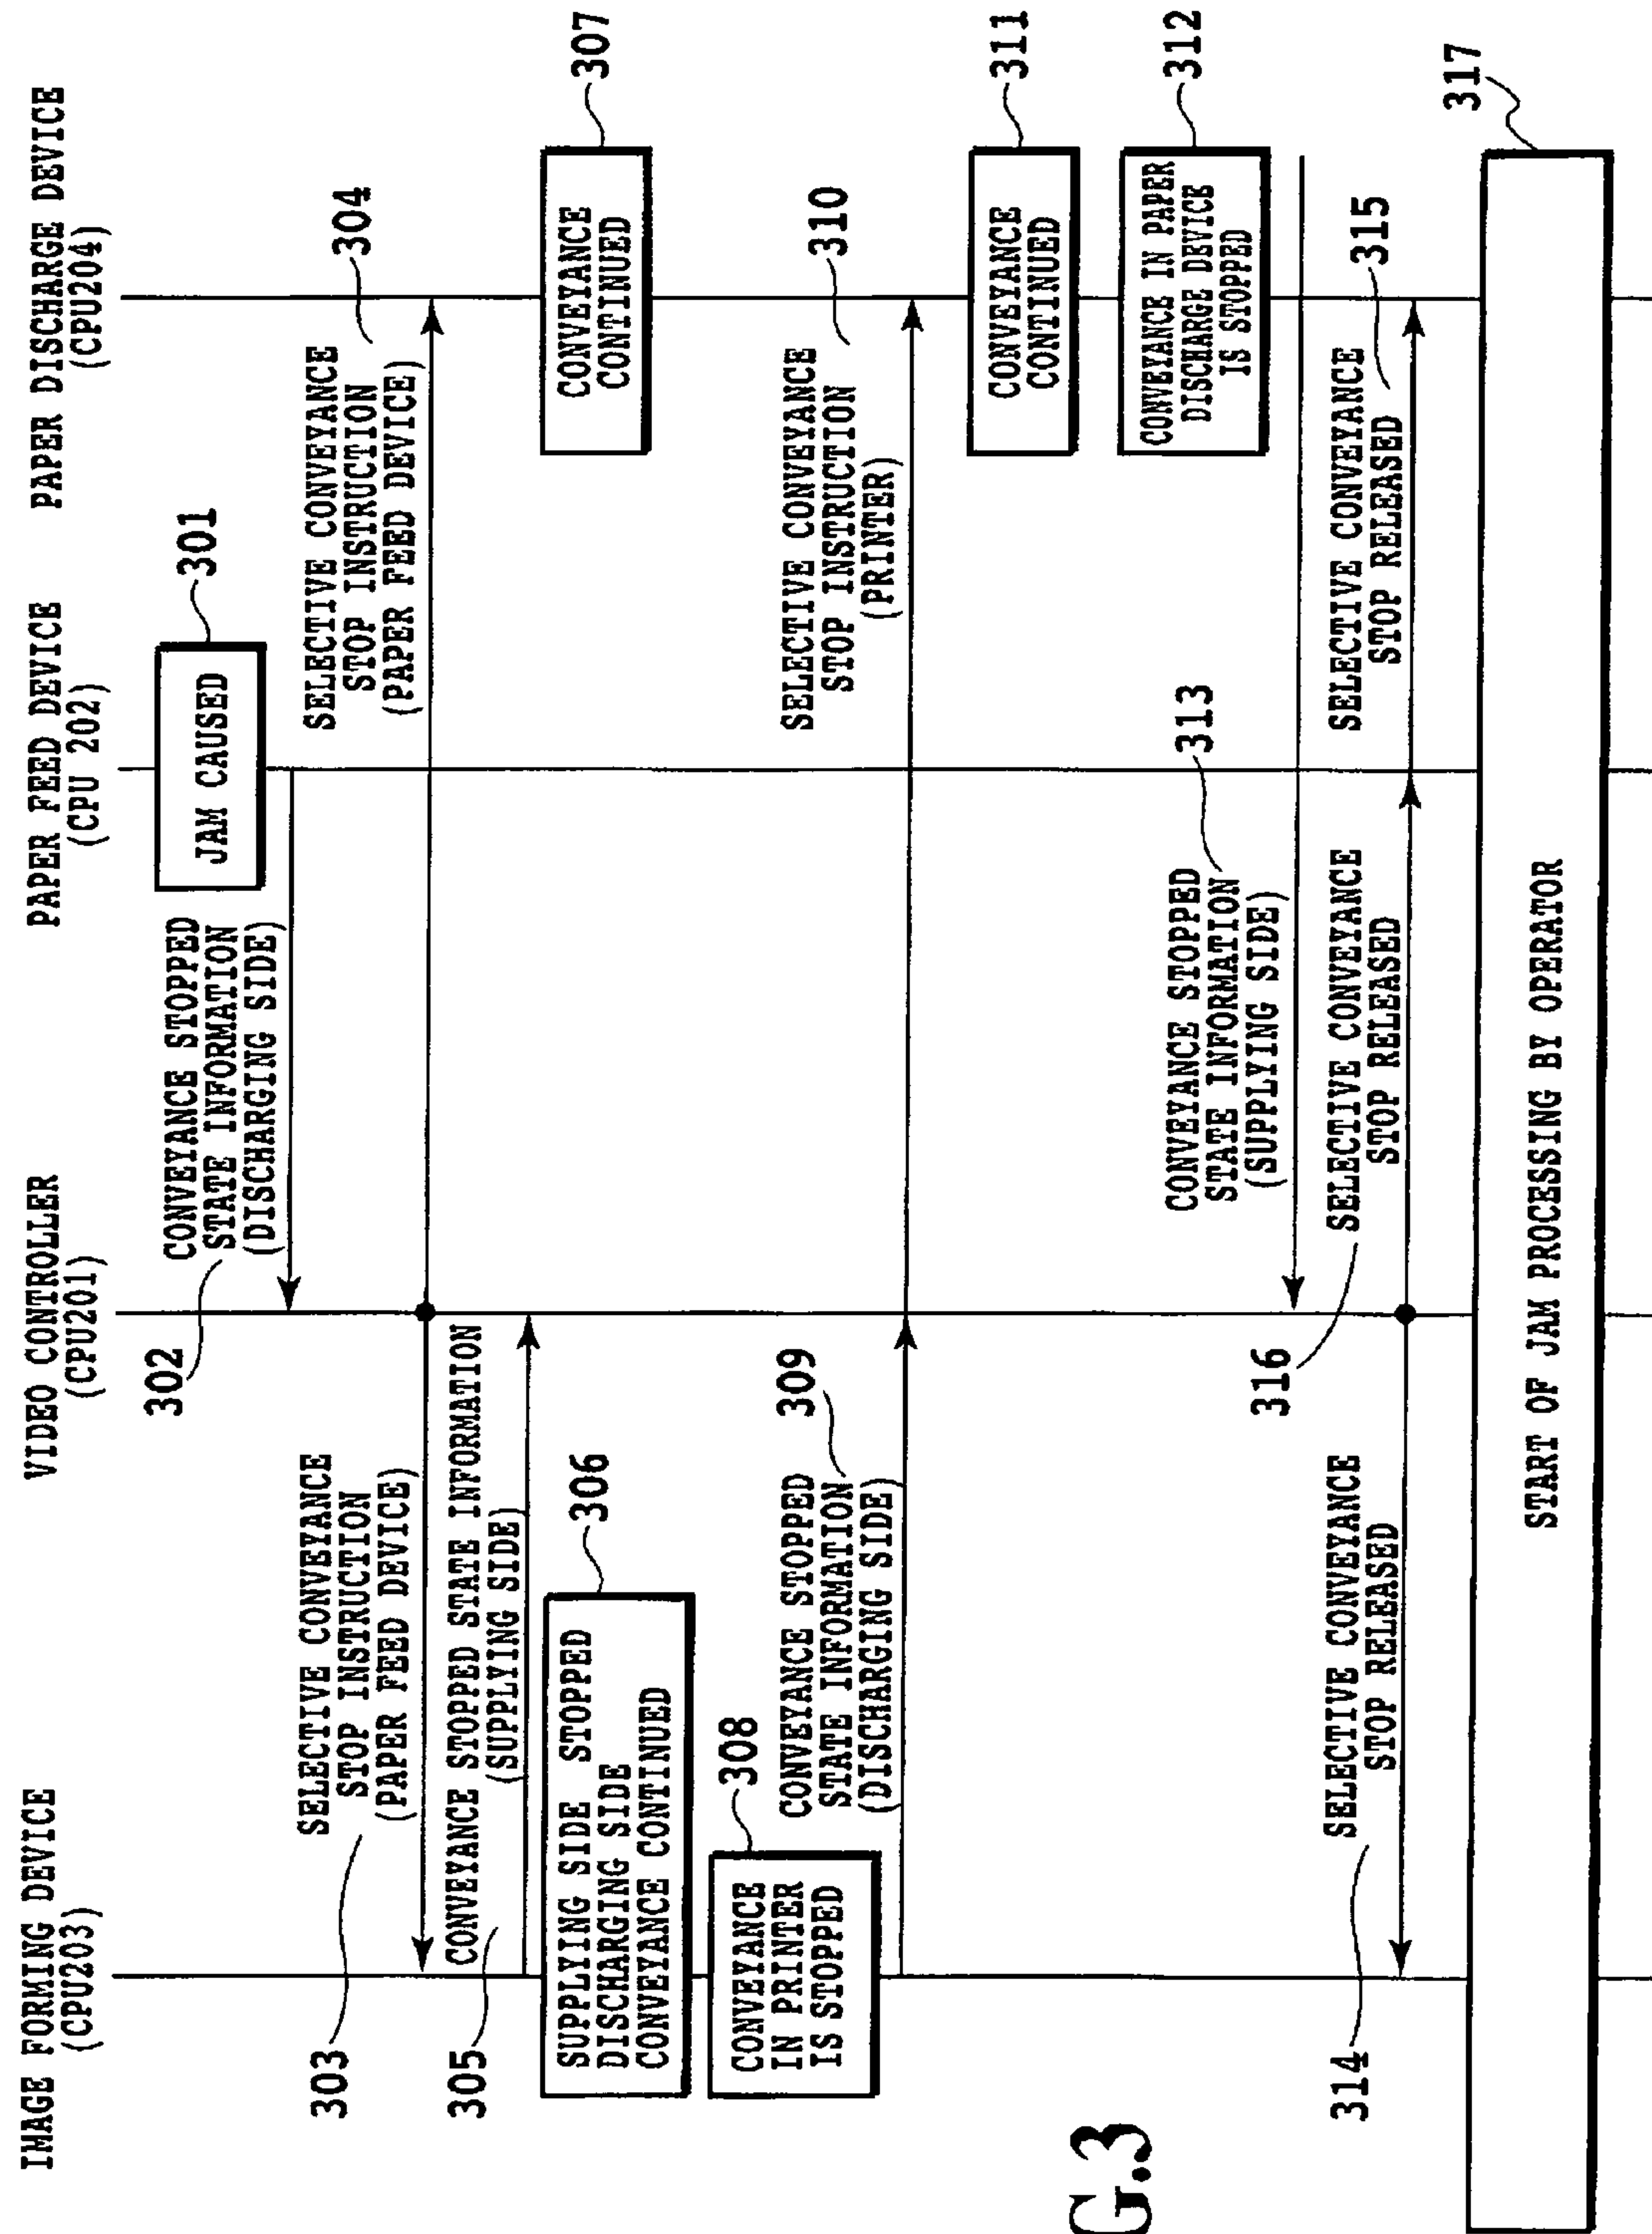 IMAGE FORMING DEVICE
(CPU203)
VIDEO CONTROLLER
(CPU201)
PAPER FEED DEVICE
(CPU 202)
PAPER DISCHARGE DEVICE
(CPU204)
JAM CAUSED
301
CONVEYANCE STOPPED
STATE INFORMATION
(DISCHARGING SIDE)
302
SELECTIVE CONVEYANCE
STOP INSTRUCTION
(PAPER FEED DEVICE)
303
SELECTIVE CONVEYANCE
STOP INSTRUCTION
(PAPER FEED DEVICE)
304
CONVEYANCE STOPPED STATE INFORMATION
(SUPPLYING SIDE)
305
SUPPLYING SIDE STOPPED
DISCHARGING SIDE
CONVEYANCE CONTINUED
306
CONVEYANCE
CONTINUED
307
CONVEYANCE
IN PRINTER
IS STOPPED
308
CONVEYANCE STOPPED
STATE INFORMATION
(DISCHARGING SIDE)
309
SELECTIVE CONVEYANCE
STOP INSTRUCTION
(PRINTER)
310
CONVEYANCE
CONTINUED
311
CONVEYANCE IN PAPER
DISCHARGE DEVICE
IS STOPPED
312
CONVEYANCE STOPPED
STATE INFORMATION
(SUPPLYING SIDE)
313
SELECTIVE CONVEYANCE
STOP RELEASED
314
316
SELECTIVE CONVEYANCE
STOP RELEASED
SELECTIVE CONVEYANCE
STOP RELEASED
315
START OF JAM PROCESSING BY OPERATOR
317
G.3